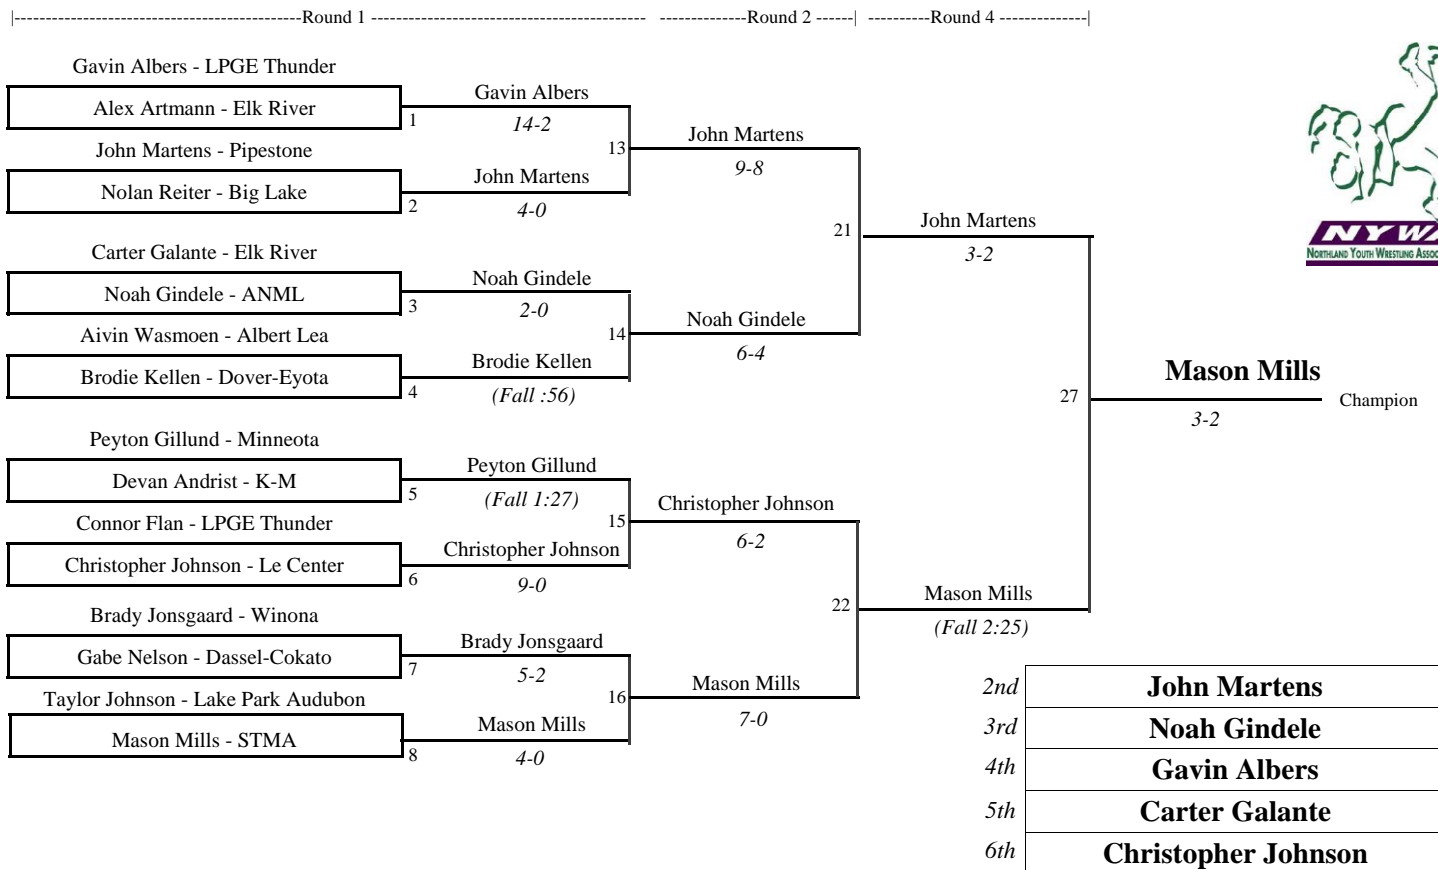 |----------------------------------------------Round 1 -------------------------------------------- --------------Round 2 ------| ----------Round 4 --------------|
Gavin Albers - LPGE Thunder
Alex Artmann - Elk River
1
Gavin Albers
14-2
John Martens - Pipestone
Nolan Reiter - Big Lake
2
John Martens
4-0
13
John Martens
9-8
Carter Galante - Elk River
Noah Gindele - ANML
3
Noah Gindele
2-0
Aivin Wasmoen - Albert Lea
Brodie Kellen - Dover-Eyota
4
Brodie Kellen
(Fall :56)
14
Noah Gindele
6-4
21
John Martens
3-2
Peyton Gillund - Minneota
Devan Andrist - K-M
5
Peyton Gillund
(Fall 1:27)
Connor Flan - LPGE Thunder
Christopher Johnson - Le Center
6
Christopher Johnson
9-0
15
Christopher Johnson
6-2
Brady Jonsgaard - Winona
Gabe Nelson - Dassel-Cokato
7
Brady Jonsgaard
5-2
Taylor Johnson - Lake Park Audubon
Mason Mills - STMA
8
Mason Mills
4-0
16
Mason Mills
7-0
22
Mason Mills
(Fall 2:25)
27
Mason Mills
Champion
3-2
NYWA
NORTHLAND YOUTH WRESTLING
2nd John Martens
3rd Noah Gindele
4th Gavin Albers
5th Carter Galante
6th Christopher Johnson